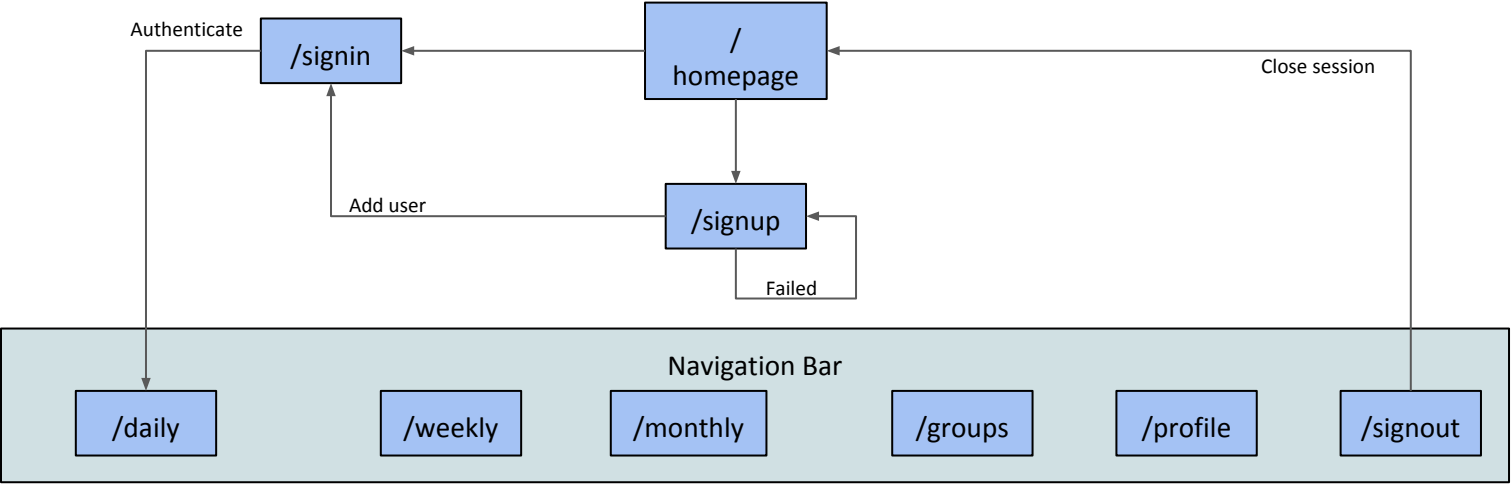 Authenticate
/signin
/
homepage
Close session
Add user
/signup
Failed
Navigation Bar
/daily
/weekly
/monthly
/groups
/profile
/signout